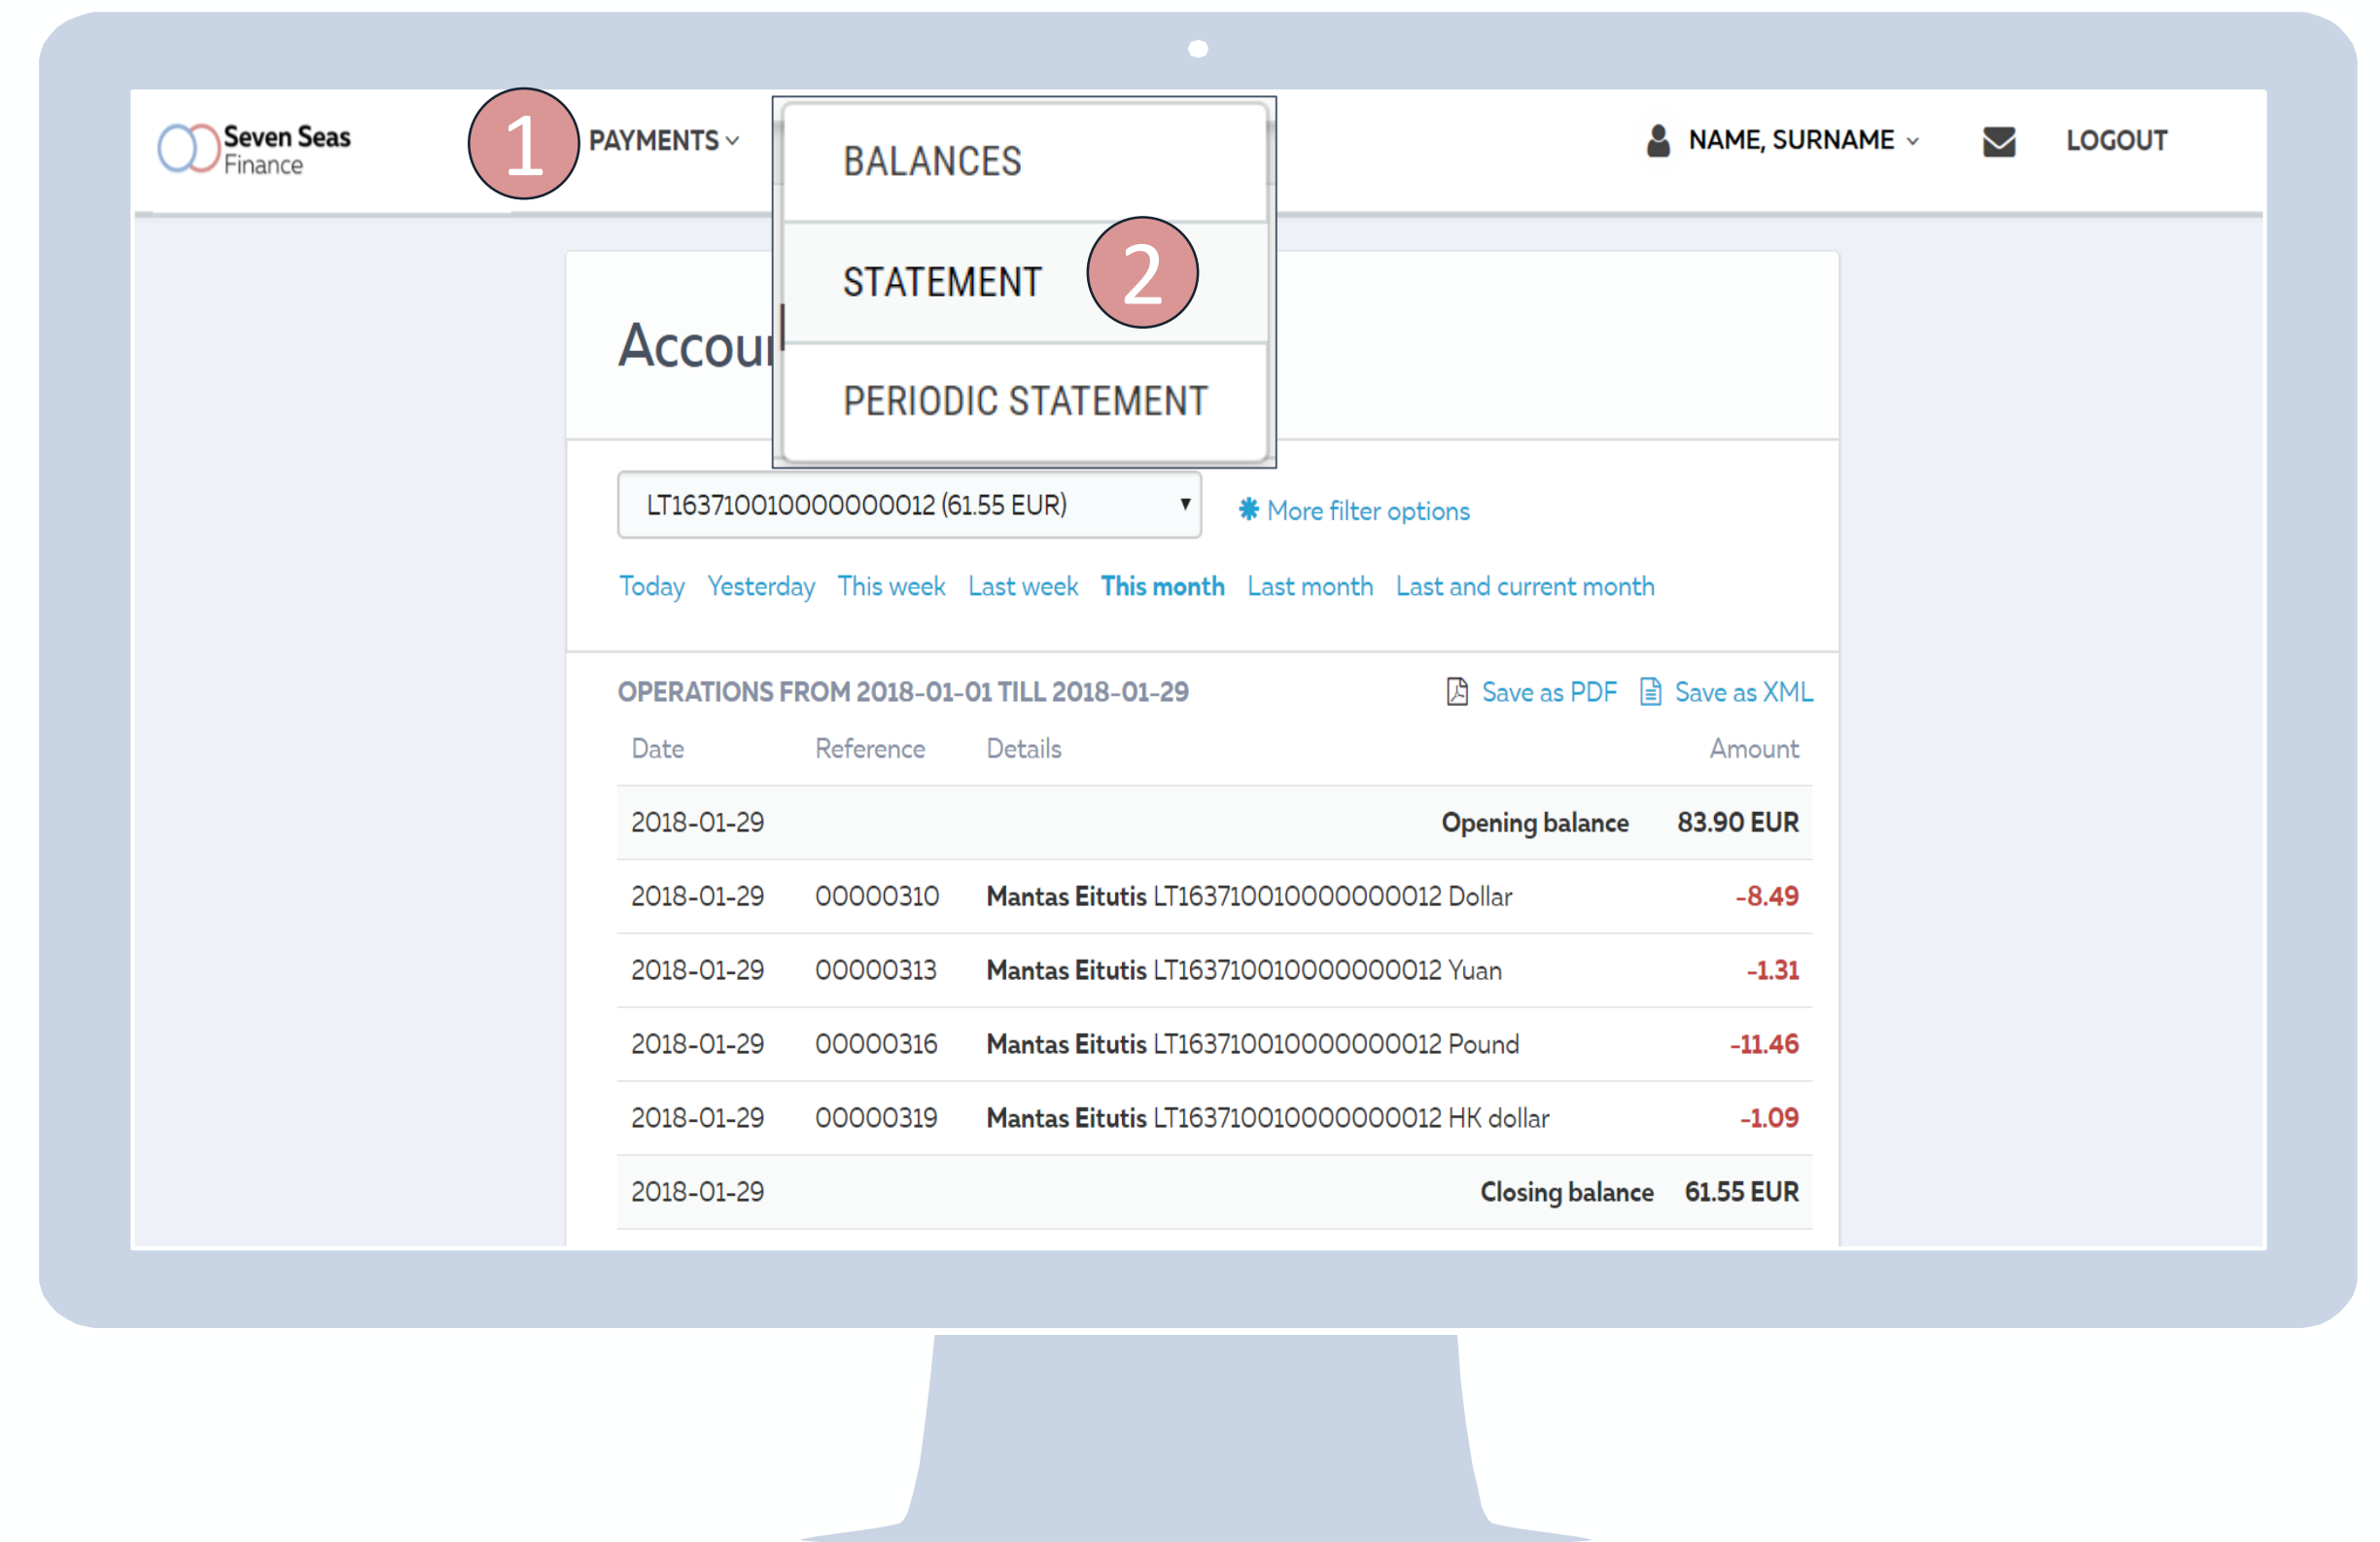 Seven Seas
Finance
1
PAYMENTS
NAME, SURNAME
LOGOUT
BALANCES
STATEMENT
2
PERIODIC STATEMENT
LT163710010000000012 (61.55 EUR)
More filter options
Today Yesterday This week Last week This month Last month Last and current month
OPERATIONS FROM 2018-01-01 TILL 2018-01-29 Save as PDF Save as XML
Date Reference Details Amount
2018-01-29 Opening balance 83.90 EUR
2018-01-29 00000310 Mantas Eitutis LT163710010000000012 Dollar -8.49
2018-01-29 00000313 Mantas Eitutis LT163710010000000012 Yuan -1.31
2018-01-29 00000316 Mantas Eitutis LT163710010000000012 Pound -11.46
2018-01-29 00000319 Mantas Eitutis LT163710010000000012 HK dollar -1.09
2018-01-29 Closing balance 61.55 EUR